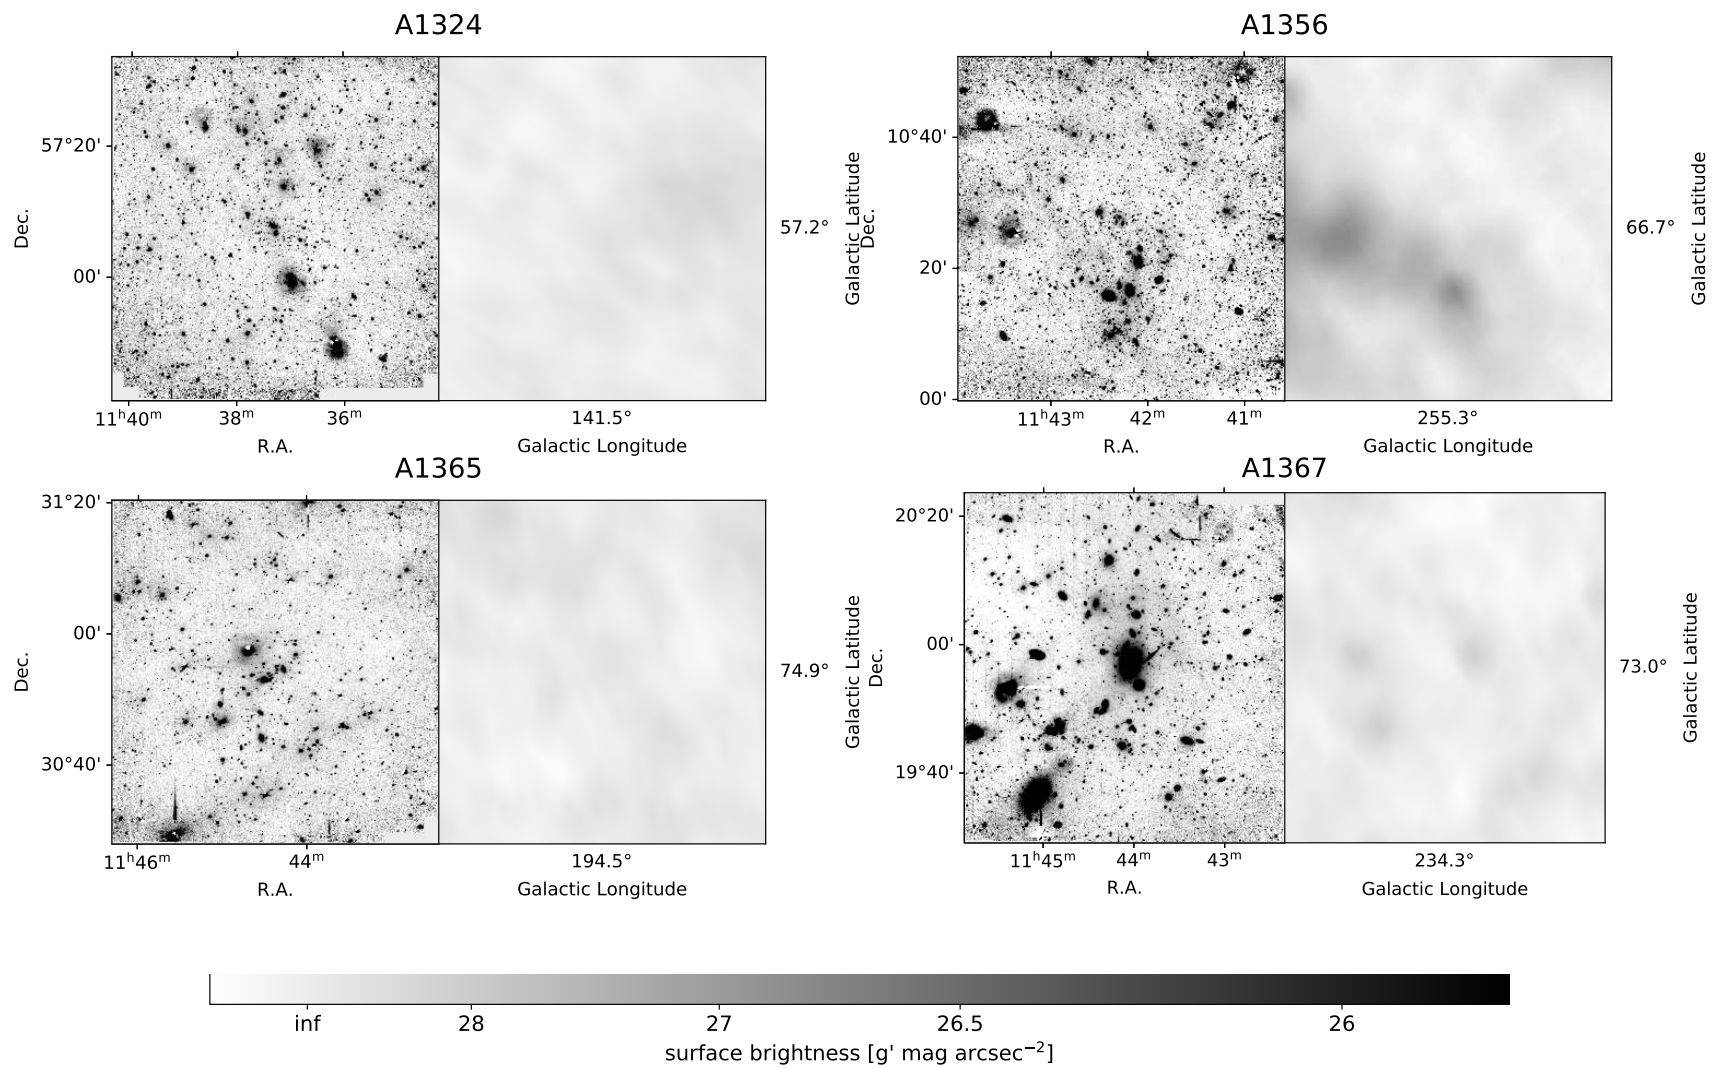 A1324
A1356
Dec.
57°20'
00'
11ʰ40ᵐ
38ᵐ
36ᵐ
R.A.
141.5°
Galactic Longitude
57.2°
Galactic Latitude
Dec.
10°40'
20'
00'
11ʰ43ᵐ
42ᵐ
41ᵐ
R.A.
255.3°
Galactic Longitude
66.7°
Galactic Latitude
A1365
A1367
Dec.
31°20'
00'
30°40'
11ʰ46ᵐ
44ᵐ
R.A.
194.5°
Galactic Longitude
74.9°
Galactic Latitude
Dec.
20°20'
00'
19°40'
11ʰ45ᵐ
44ᵐ
43ᵐ
R.A.
234.3°
Galactic Longitude
73.0°
Galactic Latitude
inf
28
27
26.5
26
surface brightness [g' mag arcsec⁻²]